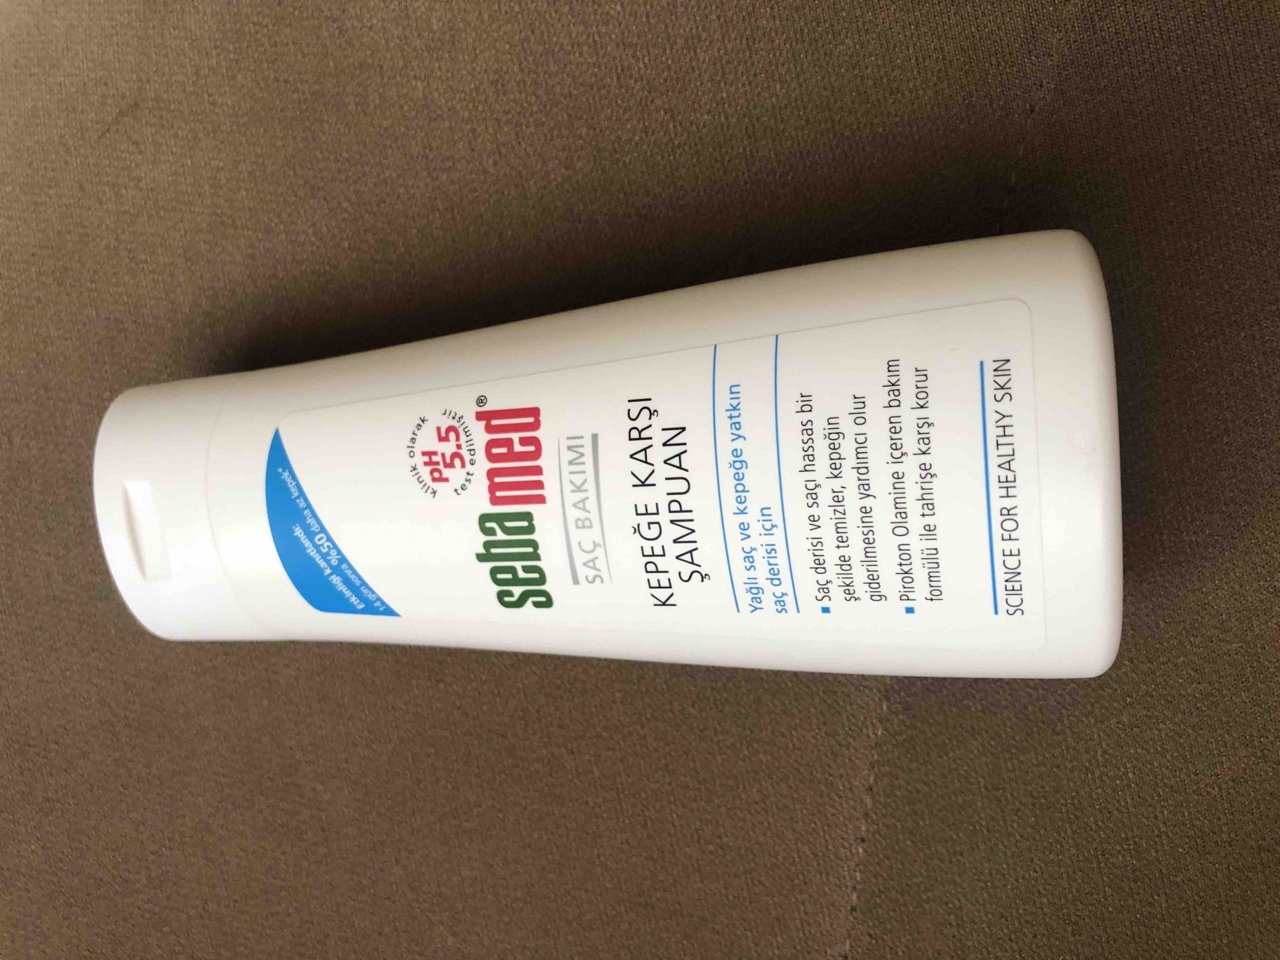 Etkinliği kanıtlandı:
14 gün sonra %50 daha az kepek*
klinik olarak
pH
5.5
test edilmiştir
sebamed®
SAÇ BAKIMI
KEPEĞE KARŞI
ŞAMPUAN
Yağlı saç ve kepeğe yatkın
saç derisi için
▪ Saç derisi ve saçı hassas bir
şekilde temizler, kepeğin
giderilmesine yardımcı olur
▪ Pirokton Olamine içeren bakım
formülü ile tahrişe karşı korur
SCIENCE FOR HEALTHY SKIN